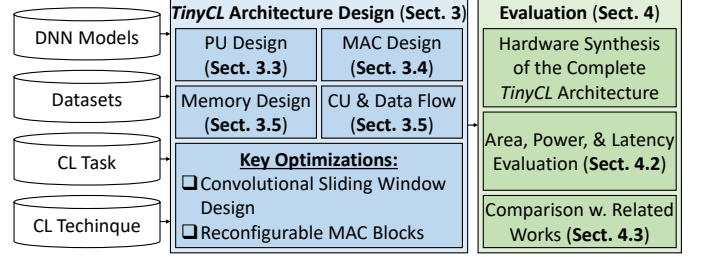 DNN Models
Datasets
CL Task
CL Techinque
TinyCL Architecture Design (Sect. 3)
PU Design
(Sect. 3.3)
MAC Design
(Sect. 3.4)
Memory Design
(Sect. 3.5)
CU & Data Flow
(Sect. 3.5)
Key Optimizations:
❑Convolutional Sliding Window
Design
❑Reconfigurable MAC Blocks
Evaluation (Sect. 4)
Hardware Synthesis
of the Complete
TinyCL Architecture
Area, Power, & Latency
Evaluation (Sect. 4.2)
Comparison w. Related
Works (Sect. 4.3)